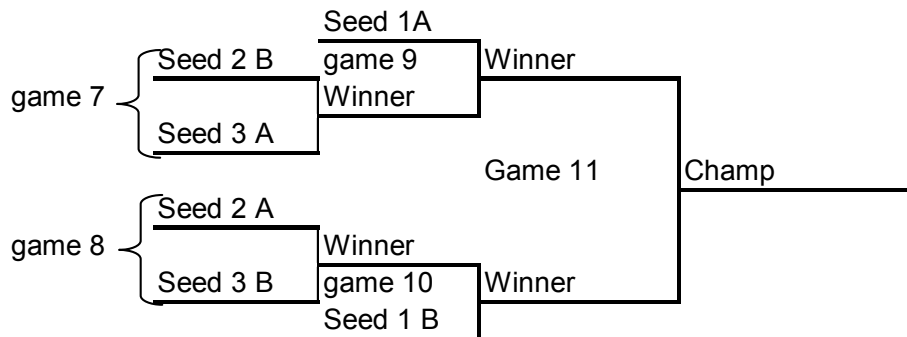 Seed 1A
Seed 2 B
game 9
Winner
game 7
Winner
Seed 3 A
Game 11
Champ
Seed 2 A
game 8
Winner
Seed 3 B
game 10
Winner
Seed 1 B